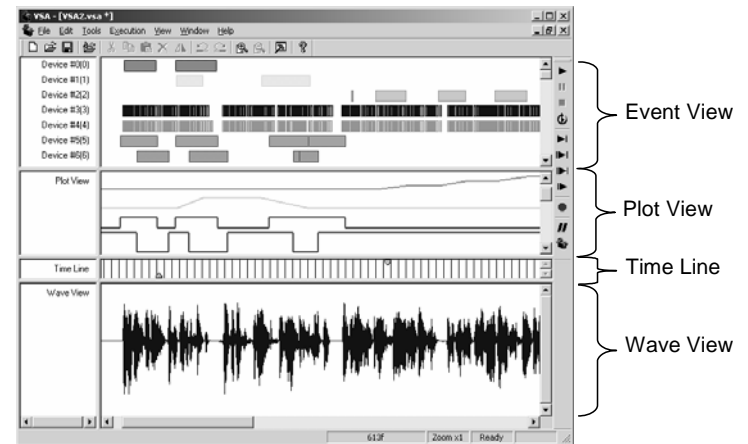 VSA - [VSA2.vsa *]
File Edit Tools Execution View Window Help
Device #0(0)
Device #1(1)
Device #2(2)
Device #3(3)
Device #4(4)
Device #5(5)
Device #6(6)
Event View
Plot View
Plot View
Time Line
Time Line
Wave View
Wave View
613f Zoom x1 Ready